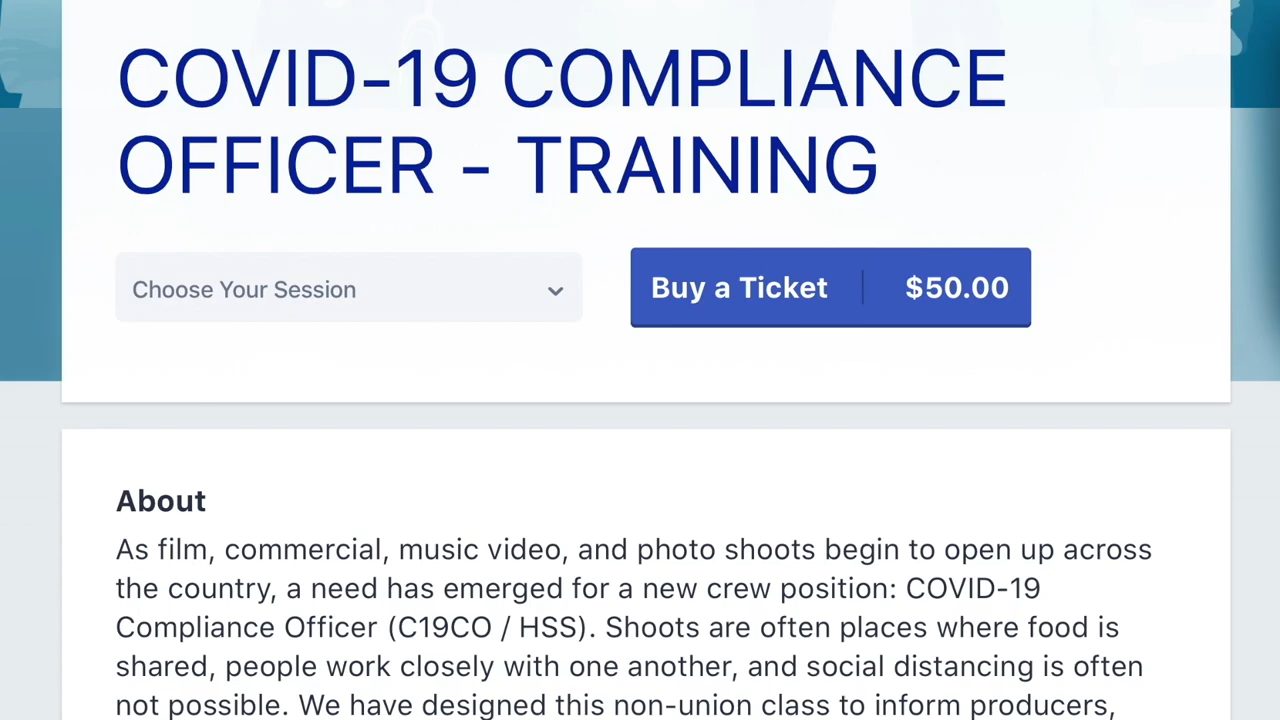 COVID-19 COMPLIANCE
OFFICER - TRAINING
Choose Your Session
Buy a Ticket $50.00
About
As film, commercial, music video, and photo shoots begin to open up across
the country, a need has emerged for a new crew position: COVID-19
Compliance Officer (C19CO / HSS). Shoots are often places where food is
shared, people work closely with one another, and social distancing is often
not possible. We have designed this non-union class to inform producers,